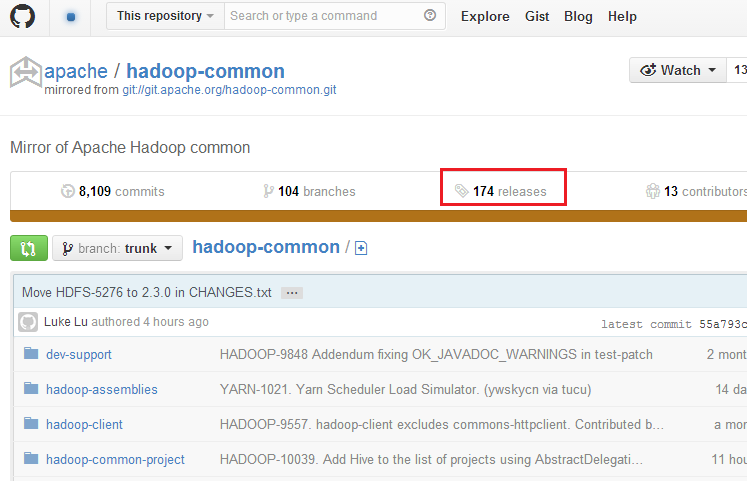 This repository Search or type a command Explore Gist Blog Help
apache / hadoop-common
mirrored from git://git.apache.org/hadoop-common.git
Watch 13
Mirror of Apache Hadoop common
8,109 commits 104 branches 174 releases 13 contributors
branch: trunk hadoop-common /
Move HDFS-5276 to 2.3.0 in CHANGES.txt ...
Luke Lu authored 4 hours ago latest commit 55a793c
dev-support HADOOP-9848 Addendum fixing OK_JAVADOC_WARNINGS in test-patch 2 mont
hadoop-assemblies YARN-1021. Yarn Scheduler Load Simulator. (ywskycn via tucu) 14 da
hadoop-client HADOOP-9557. hadoop-client excludes commons-httpclient. Contributed b... a mon
hadoop-common-project HADOOP-10039. Add Hive to the list of projects using AbstractDelegati... 11 hou